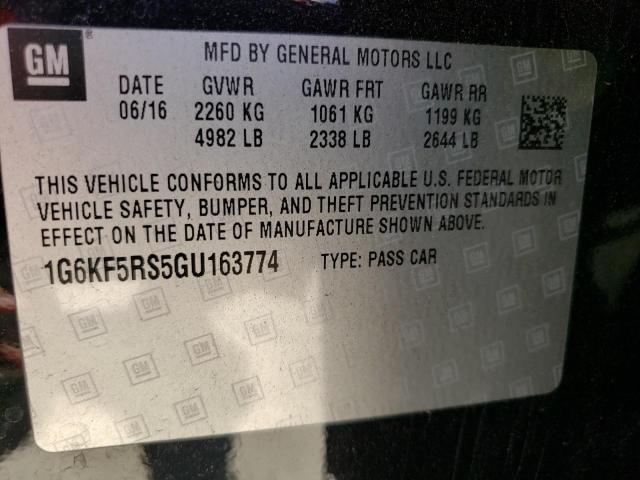 GM ®
MFD BY GENERAL MOTORS LLC
DATE GVWR GAWR FRT GAWR RR
06/16 2260 KG 1061 KG 1199 KG
4982 LB 2338 LB 2644 LB
THIS VEHICLE CONFORMS TO ALL APPLICABLE U.S. FEDERAL MOTOR
VEHICLE SAFETY, BUMPER, AND THEFT PREVENTION STANDARDS IN
EFFECT ON THE DATE OF MANUFACTURE SHOWN ABOVE.
1G6KF5RS5GU163774 TYPE: PASS CAR